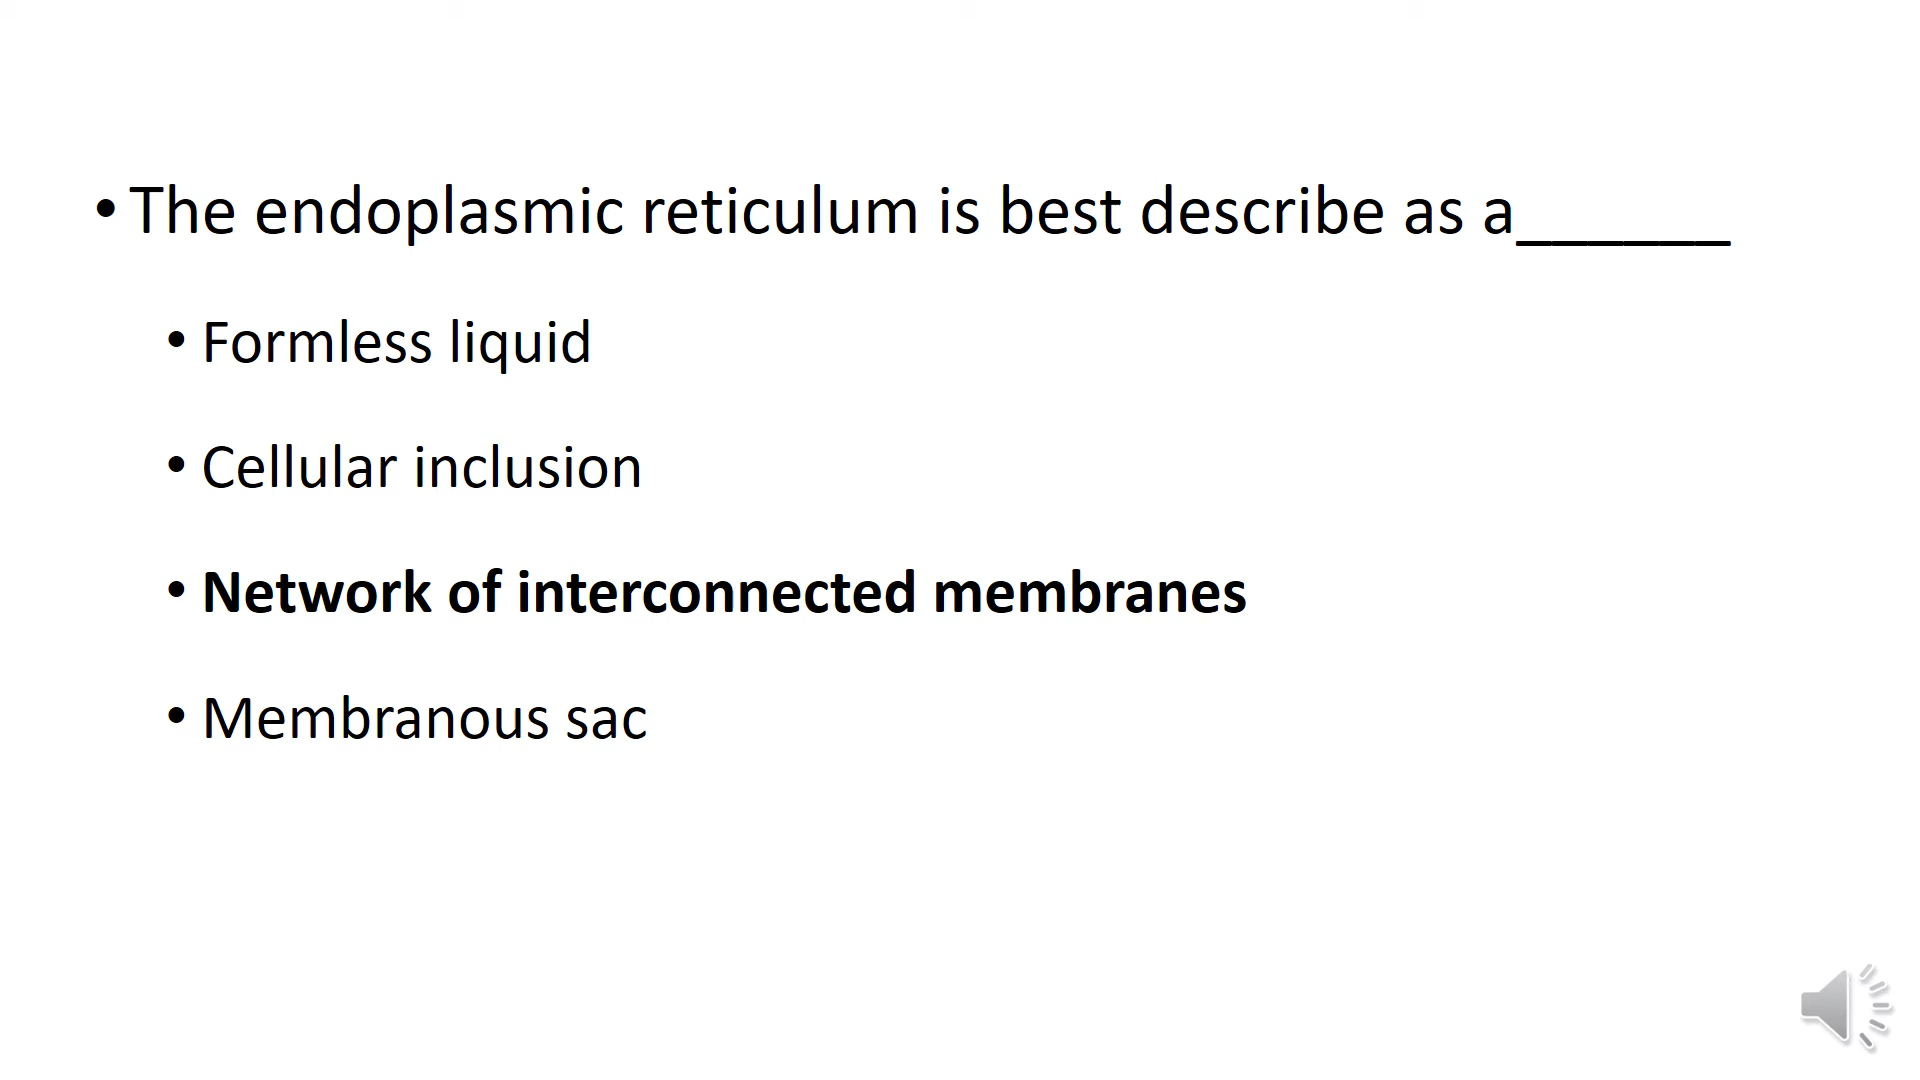 • The endoplasmic reticulum is best describe as a______
• Formless liquid
• Cellular inclusion
• Network of interconnected membranes
• Membranous sac